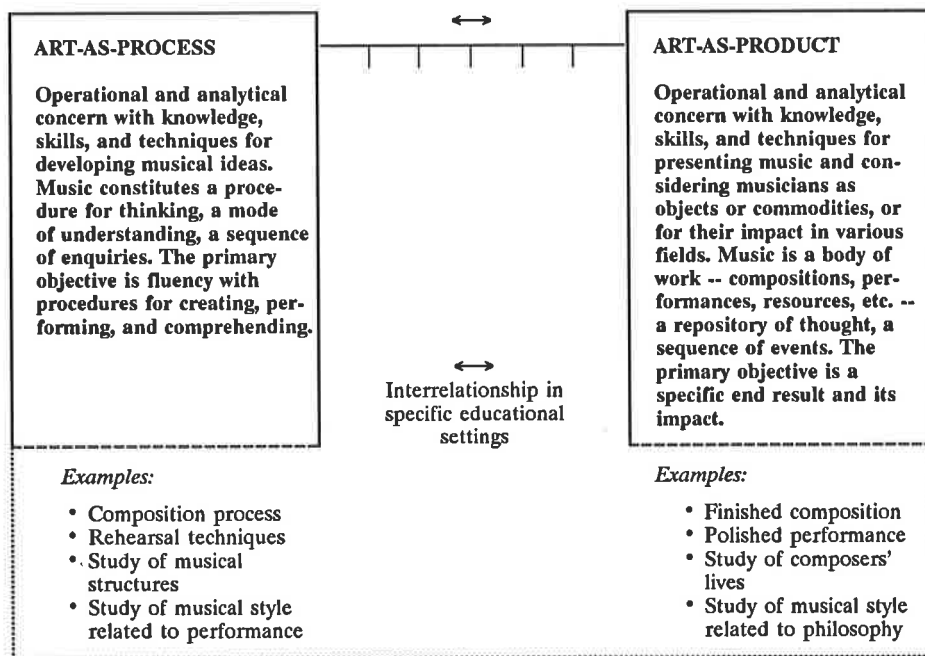 ART-AS-PROCESS
Operational and analytical
concern with knowledge,
skills, and techniques for
developing musical ideas.
Music constitutes a proce-
dure for thinking, a mode
of understanding, a sequence
of enquiries. The primary
objective is fluency with
procedures for creating, per-
forming, and comprehending.
Interrelationship in
specific educational
settings
ART-AS-PRODUCT
Operational and analytical
concern with knowledge,
skills, and techniques for
presenting music and con-
sidering musicians as
objects or commodities, or
for their impact in various
fields. Music is a body of
work -- compositions, per-
formances, resources, etc. --
a repository of thought, a
sequence of events. The
primary objective is a
specific end result and its
impact.
Examples:
• Composition process
• Rehearsal techniques
• Study of musical
structures
• Study of musical style
related to performance
Examples:
• Finished composition
• Polished performance
• Study of composers'
lives
• Study of musical style
related to philosophy